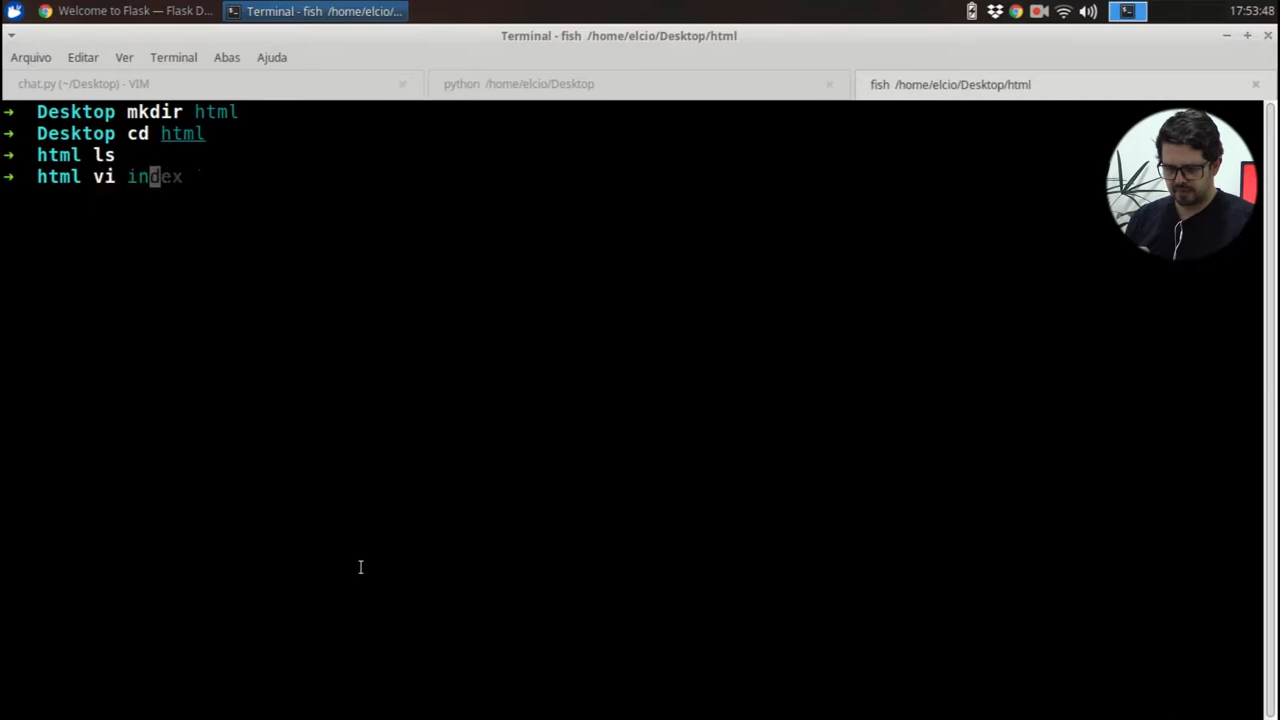 Welcome to Flask — Flask D...
Terminal - fish /home/elcio/...
17:53:48
Terminal - fish /home/elcio/Desktop/html
Arquivo Editar Ver Terminal Abas Ajuda
chat.py (~/Desktop) - VIM
python /home/elcio/Desktop
fish /home/elcio/Desktop/html
➜ Desktop mkdir html
➜ Desktop cd html
➜ html ls
➜ html vi index